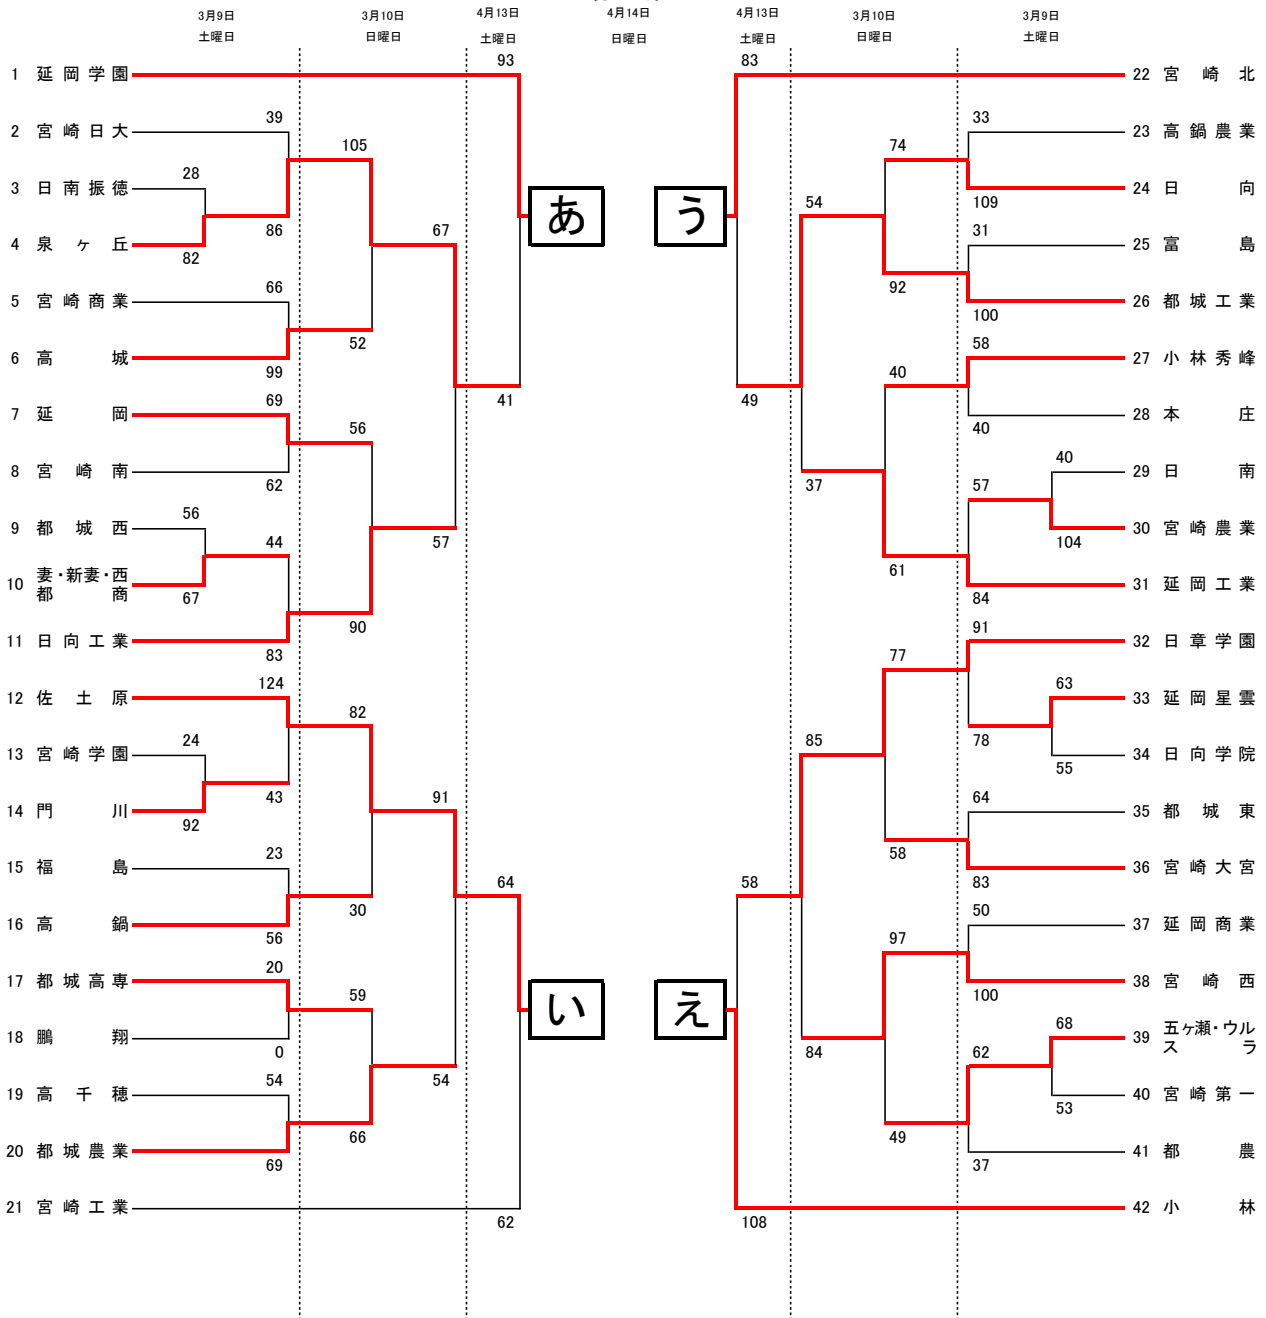 3月9日
土曜日
3月10日
日曜日
4月13日
土曜日
4月14日
日曜日
4月13日
土曜日
3月10日
日曜日
3月9日
土曜日
1 延岡学園
2 宮崎日大
3 日南振徳
4 泉ヶ丘
5 宮崎商業
6 高城
7 延岡
8 宮崎南
9 都城西
10 妻・新妻・西
都商
11 日向工業
12 佐土原
13 宮崎学園
14 門川
15 福島
16 高鍋
17 都城高専
18 鵬翔
19 高千穂
20 都城農業
21 宮崎工業
28
82
56
67
24
92
39
86
66
99
69
62
44
83
124
43
23
56
20
0
54
69
105
52
56
90
82
30
59
66
67
57
91
54
93
41
64
62
あ
い
う
え
83
49
58
108
54
37
85
84
74
92
40
61
77
58
97
49
33
109
31
100
58
40
57
84
91
78
64
83
50
100
62
37
40
104
63
55
68
53
22 宮崎北
23 高鍋農業
24 日向
25 富島
26 都城工業
27 小林秀峰
28 本庄
29 日南
30 宮崎農業
31 延岡工業
32 日章学園
33 延岡星雲
34 日向学院
35 都城東
36 宮崎大宮
37 延岡商業
38 宮崎西
39 五ヶ瀬・ウル
スラ
40 宮崎第一
41 都農
42 小林